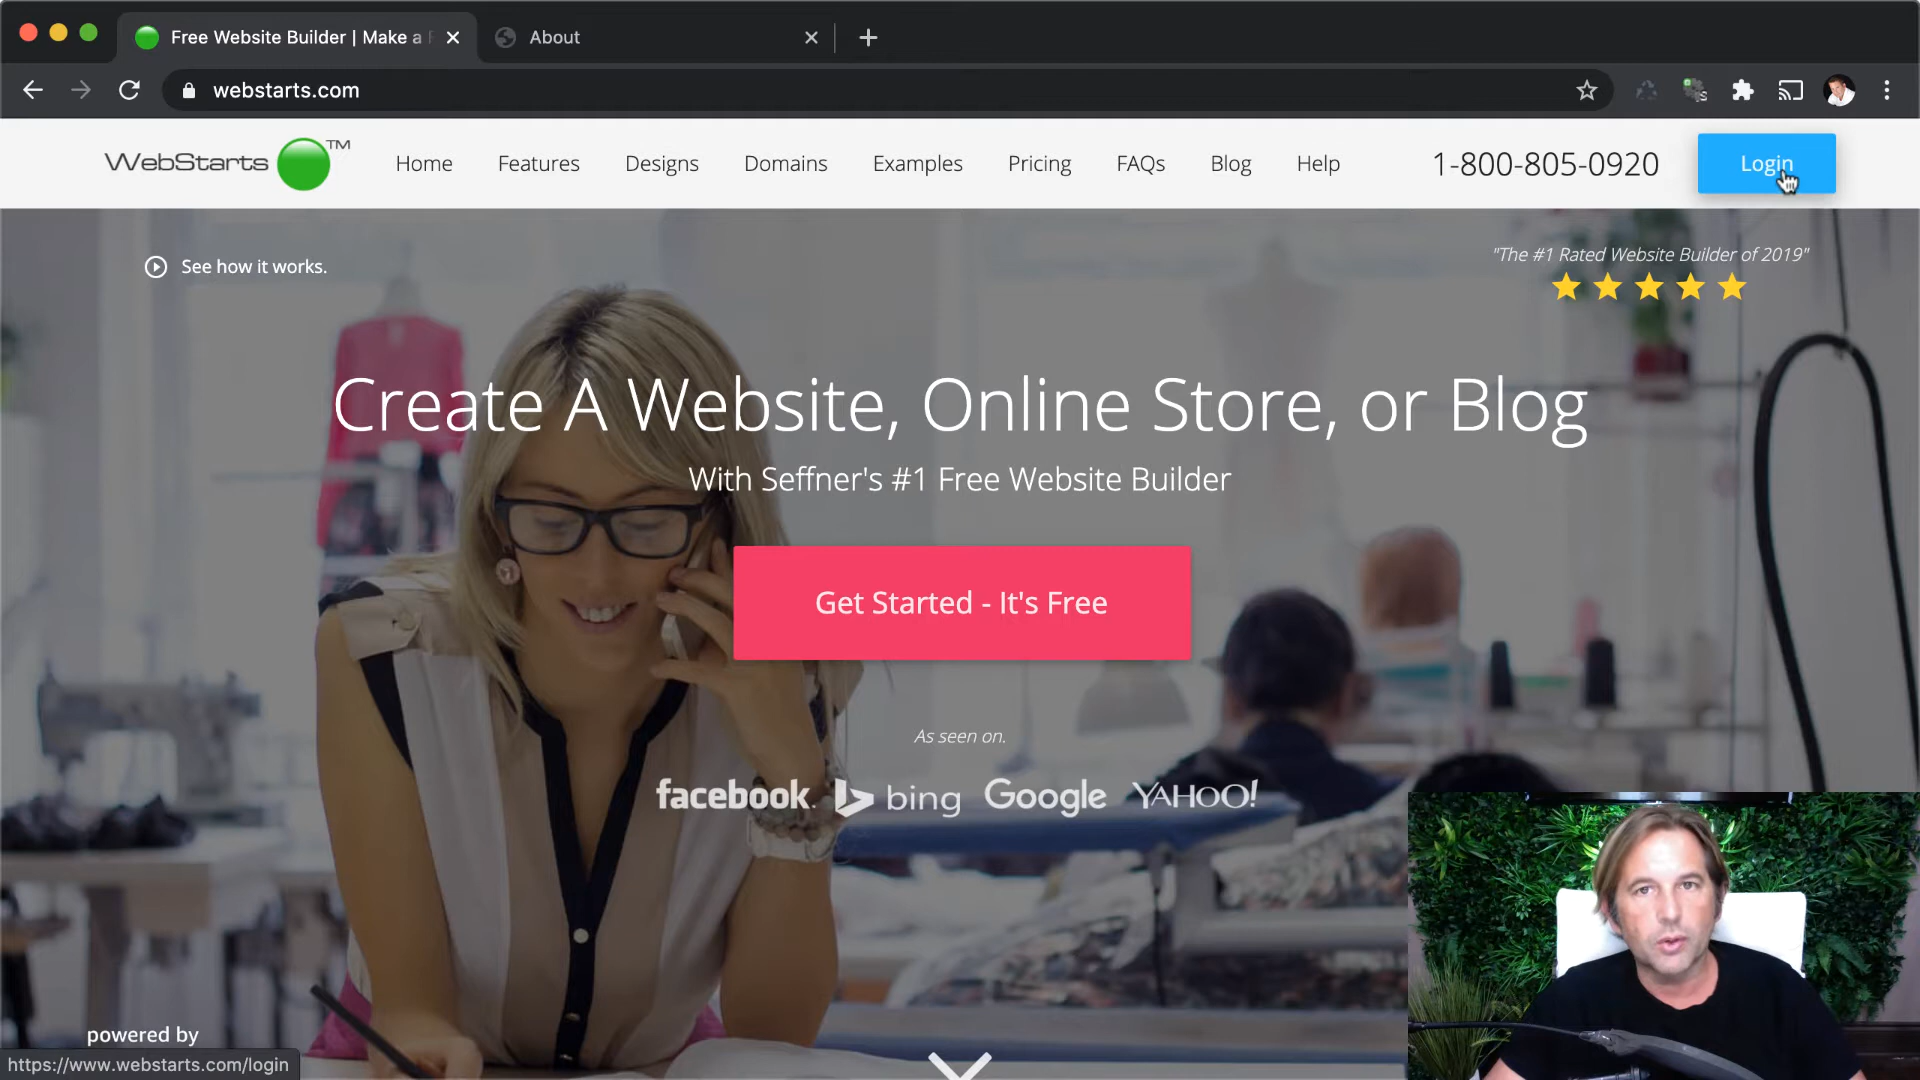 Free Website Builder | Make a F
About
webstarts.com
WebStarts TM
Home
Features
Designs
Domains
Examples
Pricing
FAQs
Blog
Help
1-800-805-0920
Login
See how it works.
"The #1 Rated Website Builder of 2019"
Create A Website, Online Store, or Blog
With Seffner's #1 Free Website Builder
Get Started - It's Free
As seen on.
facebook. bing Google YAHOO!
powered by
https://www.webstarts.com/login